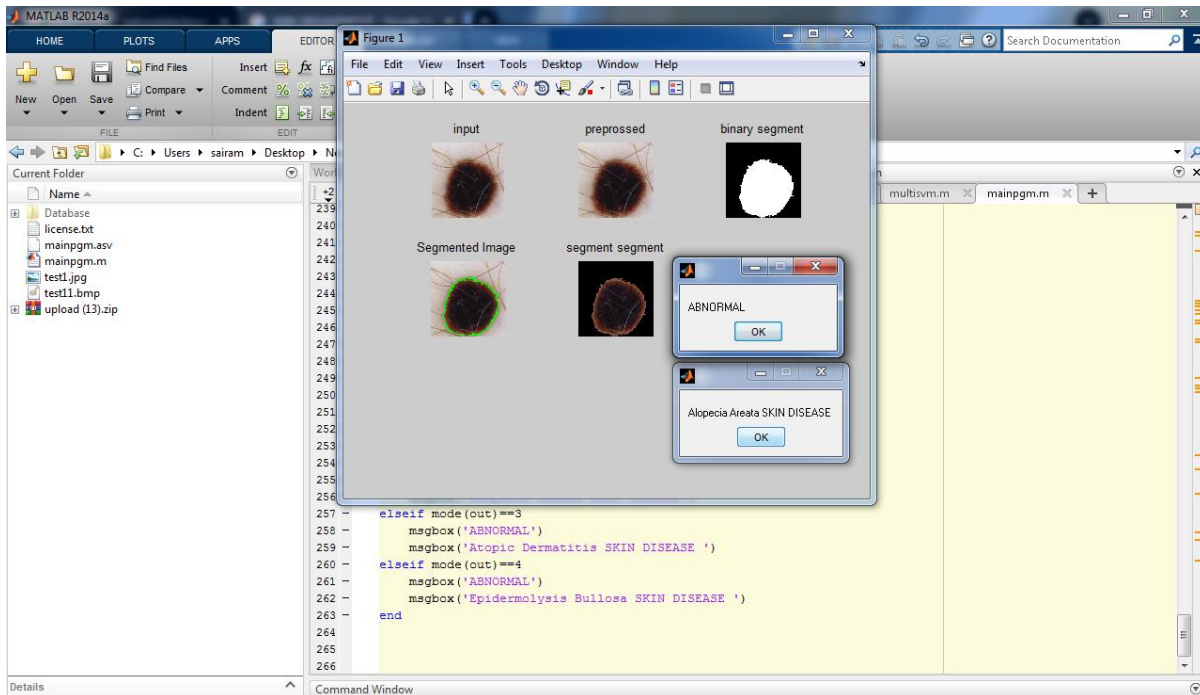 MATLAB R2014a
HOME PLOTS APPS EDITOR
Search Documentation
New Open Save
Find Files
Compare
Print
Insert
Comment
Indent
FILE EDIT
C: Users sairam Desktop
Current Folder
Name
Database
license.txt
mainpgm.asv
mainpgm.m
test1.jpg
test11.bmp
upload (13).zip
Details
Figure 1
File Edit View Insert Tools Desktop Window Help
input preprossed binary segment
Segmented Image segment segment
ABNORMAL
OK
Alopecia Areata SKIN DISEASE
OK
multisvm.m mainpgm.m
239
240
241
242
243
244
245
246
247
248
249
250
251
252
253
254
255
256
257 - elseif mode(out)==3
258 - msgbox('ABNORMAL')
259 - msgbox('Atopic Dermatitis SKIN DISEASE ')
260 - elseif mode(out)==4
261 - msgbox('ABNORMAL')
262 - msgbox('Epidermolysis Bullosa SKIN DISEASE ')
263 - end
264
265
266
Command Window